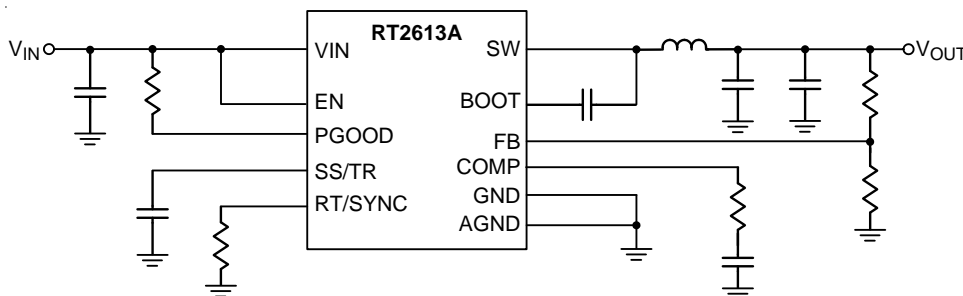 RT2613A
VIN
VIN
SW
VOUT
EN
BOOT
PGOOD
FB
SS/TR
COMP
RT/SYNC
GND
AGND